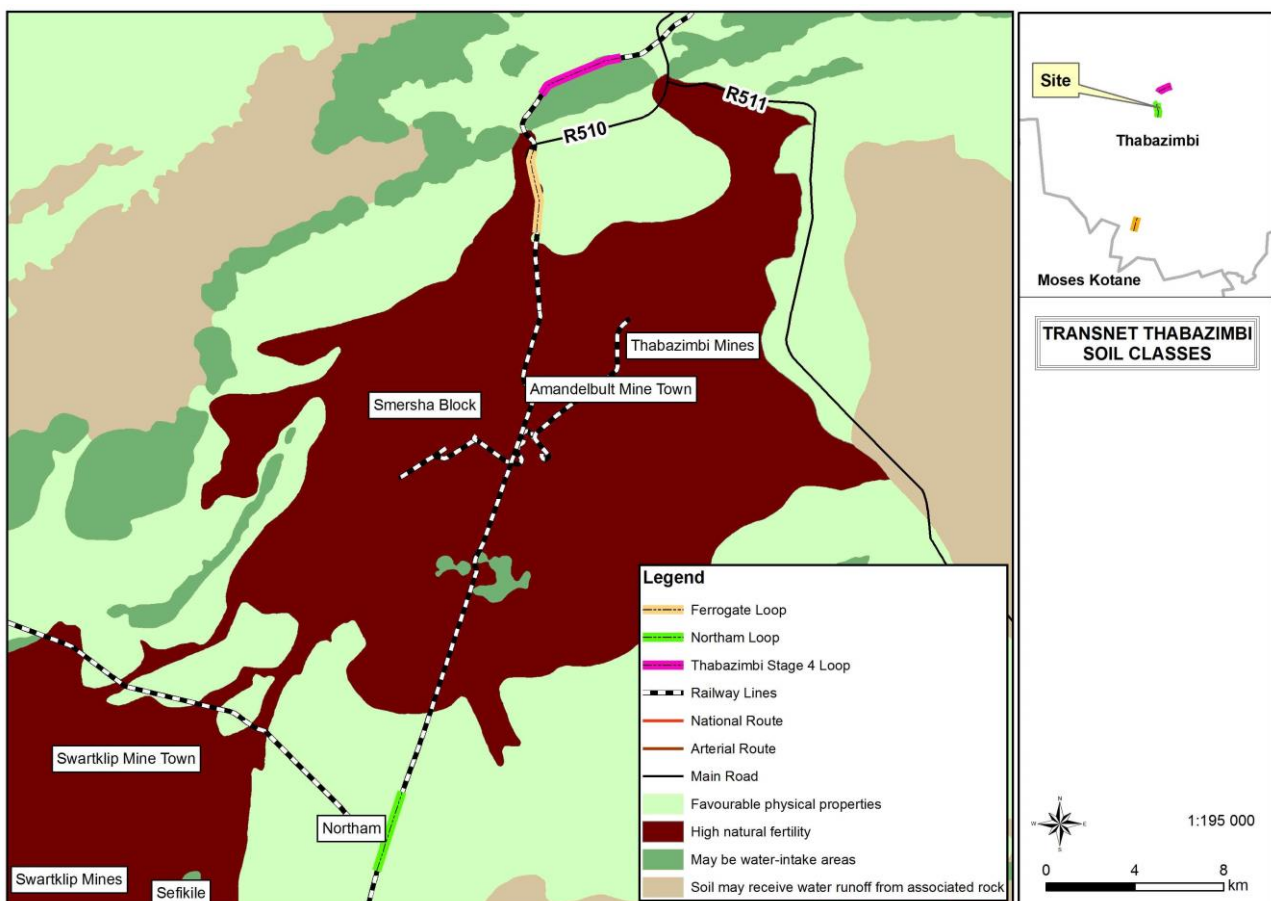 R511
R510
Thabazimbi Mines
Amandelbult Mine Town
Smersha Block
Swartklip Mine Town
Northam
Swartklip Mines
Sefikile
Legend
Ferrogate Loop
Northam Loop
Thabazimbi Stage 4 Loop
Railway Lines
National Route
Arterial Route
Main Road
Favourable physical properties
High natural fertility
May be water-intake areas
Soil may receive water runoff from associated rock
Site
Thabazimbi
Moses Kotane
TRANSNET THABAZIMBI
SOIL CLASSES
N
W E
S
1:195 000
0 4 8
km